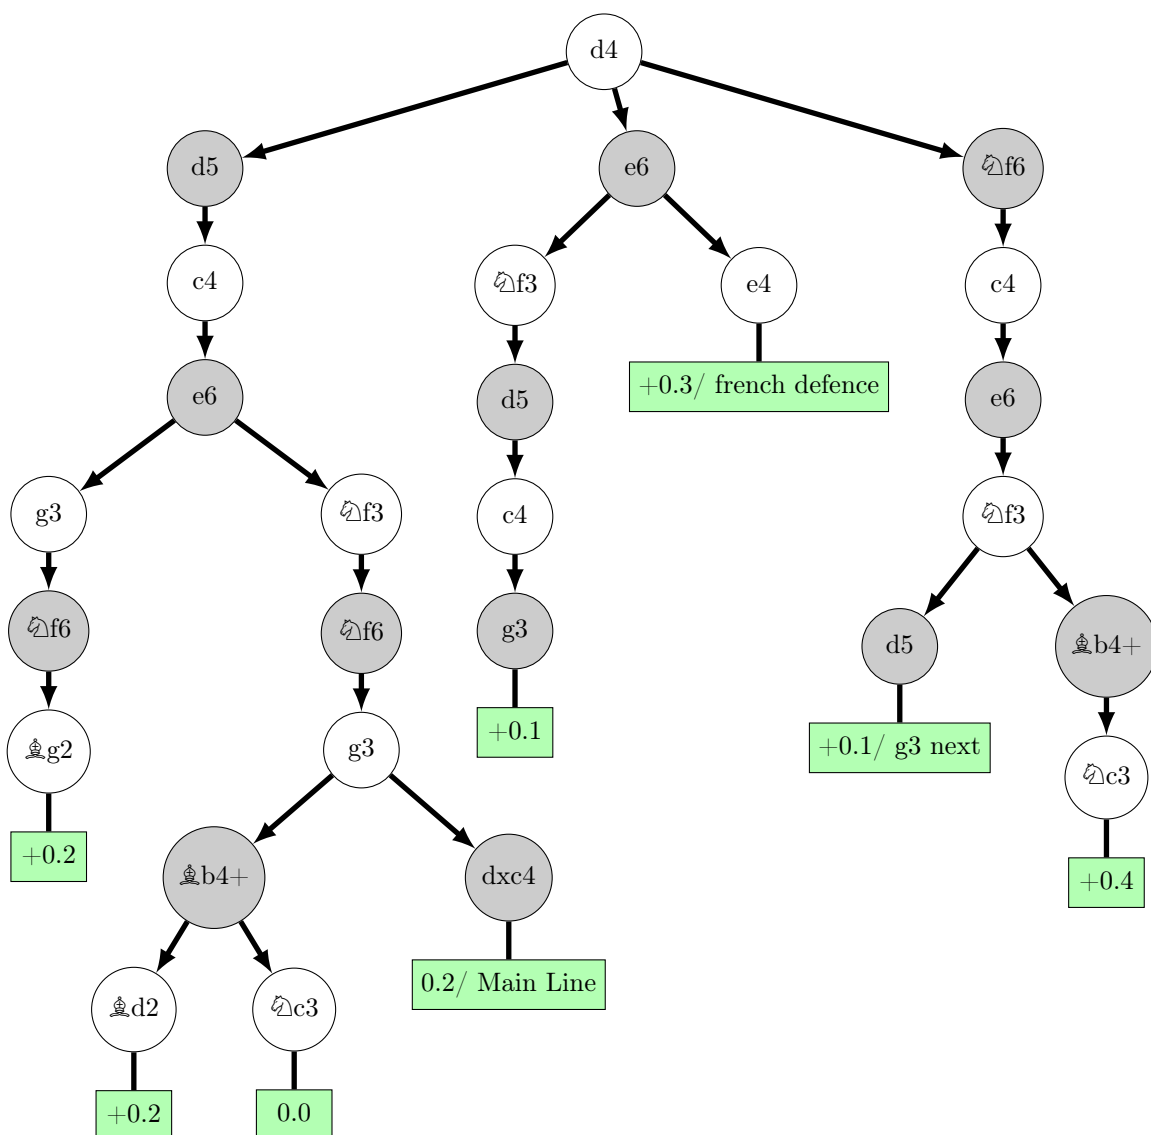 d4
d5
e6
♘f6
c4
♘f3
e4
c4
+0.3/ french defence
e6
d5
e6
g3
♘f3
c4
♘f3
♘f6
♘f6
g3
d5
♗b4+
+0.1
+0.1/ g3 next
♗g2
g3
♘c3
+0.2
♗b4+
dxc4
+0.4
0.2/ Main Line
♗d2
♘c3
+0.2
0.0